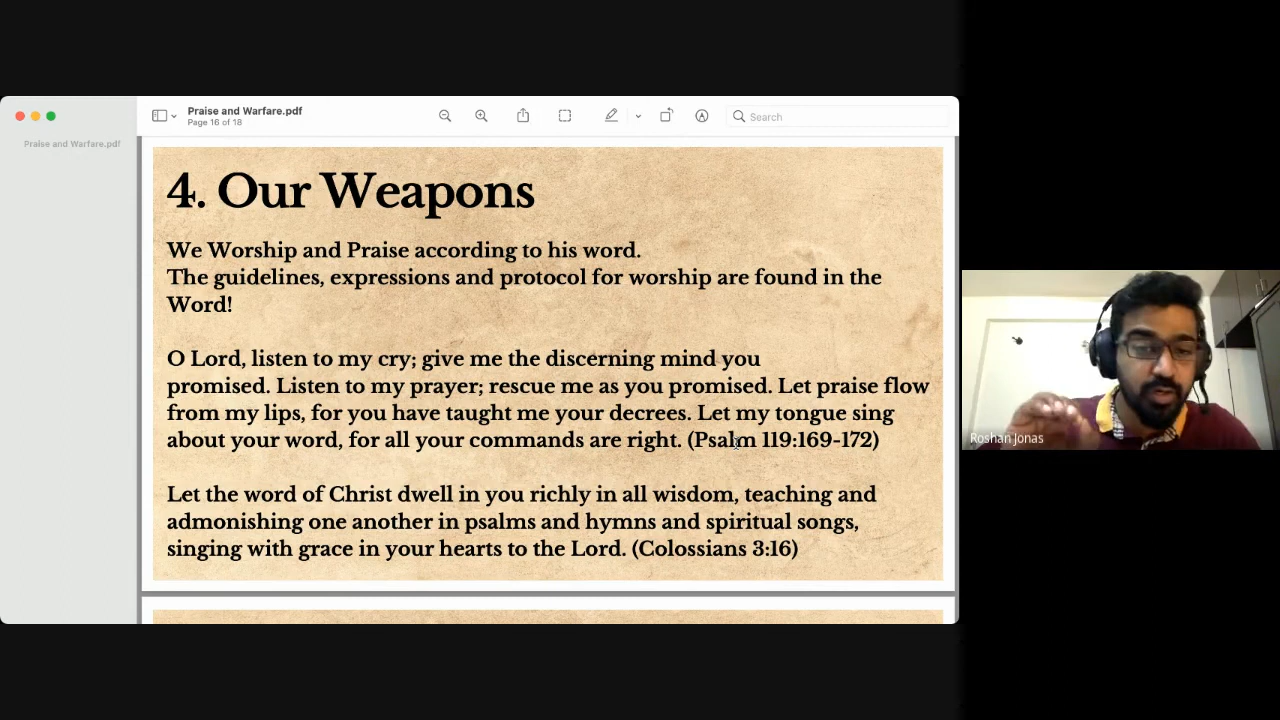 Praise and Warfare.pdf
Page 16 of 18
Search
Praise and Warfare.pdf
4. Our Weapons
We Worship and Praise according to his word.
The guidelines, expressions and protocol for worship are found in the
Word!
O Lord, listen to my cry; give me the discerning mind you
promised. Listen to my prayer; rescue me as you promised. Let praise flow
from my lips, for you have taught me your decrees. Let my tongue sing
about your word, for all your commands are right. (Psalm 119:169-172)
Let the word of Christ dwell in you richly in all wisdom, teaching and
admonishing one another in psalms and hymns and spiritual songs,
singing with grace in your hearts to the Lord. (Colossians 3:16)
Roshan Jonas